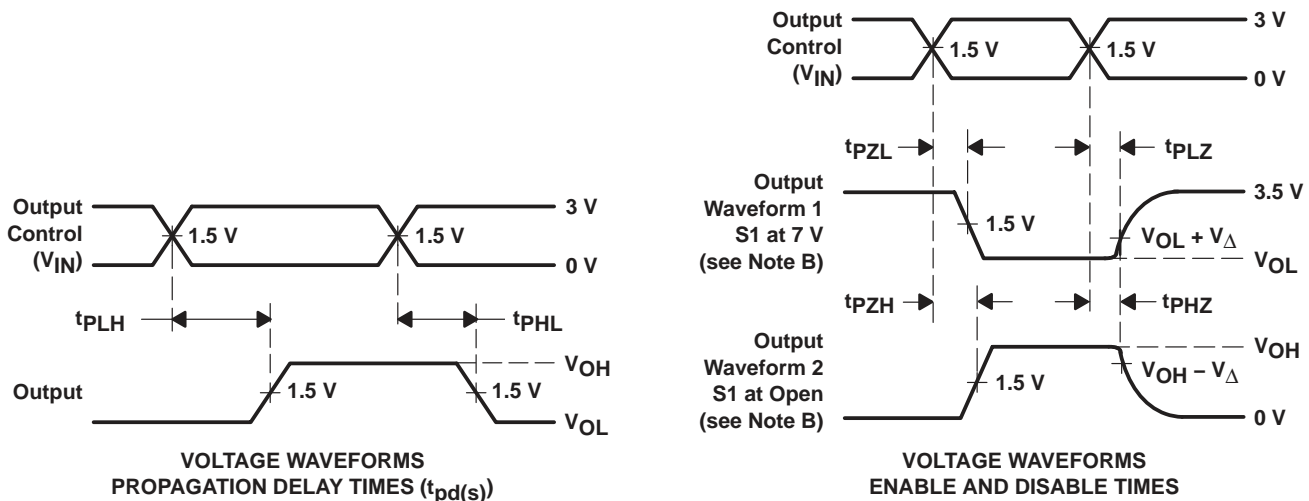 Output
Control
(VIN)
3 V
1.5 V
1.5 V
0 V
tPLH
tPHL
Output
VOH
1.5 V
1.5 V
VOL
VOLTAGE WAVEFORMS
PROPAGATION DELAY TIMES (tpd(s))
Output
Control
(VIN)
3 V
1.5 V
1.5 V
0 V
tPZL
tPLZ
Output
Waveform 1
S1 at 7 V
(see Note B)
3.5 V
1.5 V
VOL + VΔ
VOL
tPZH
tPHZ
Output
Waveform 2
S1 at Open
(see Note B)
VOH
1.5 V
VOH − VΔ
0 V
VOLTAGE WAVEFORMS
ENABLE AND DISABLE TIMES